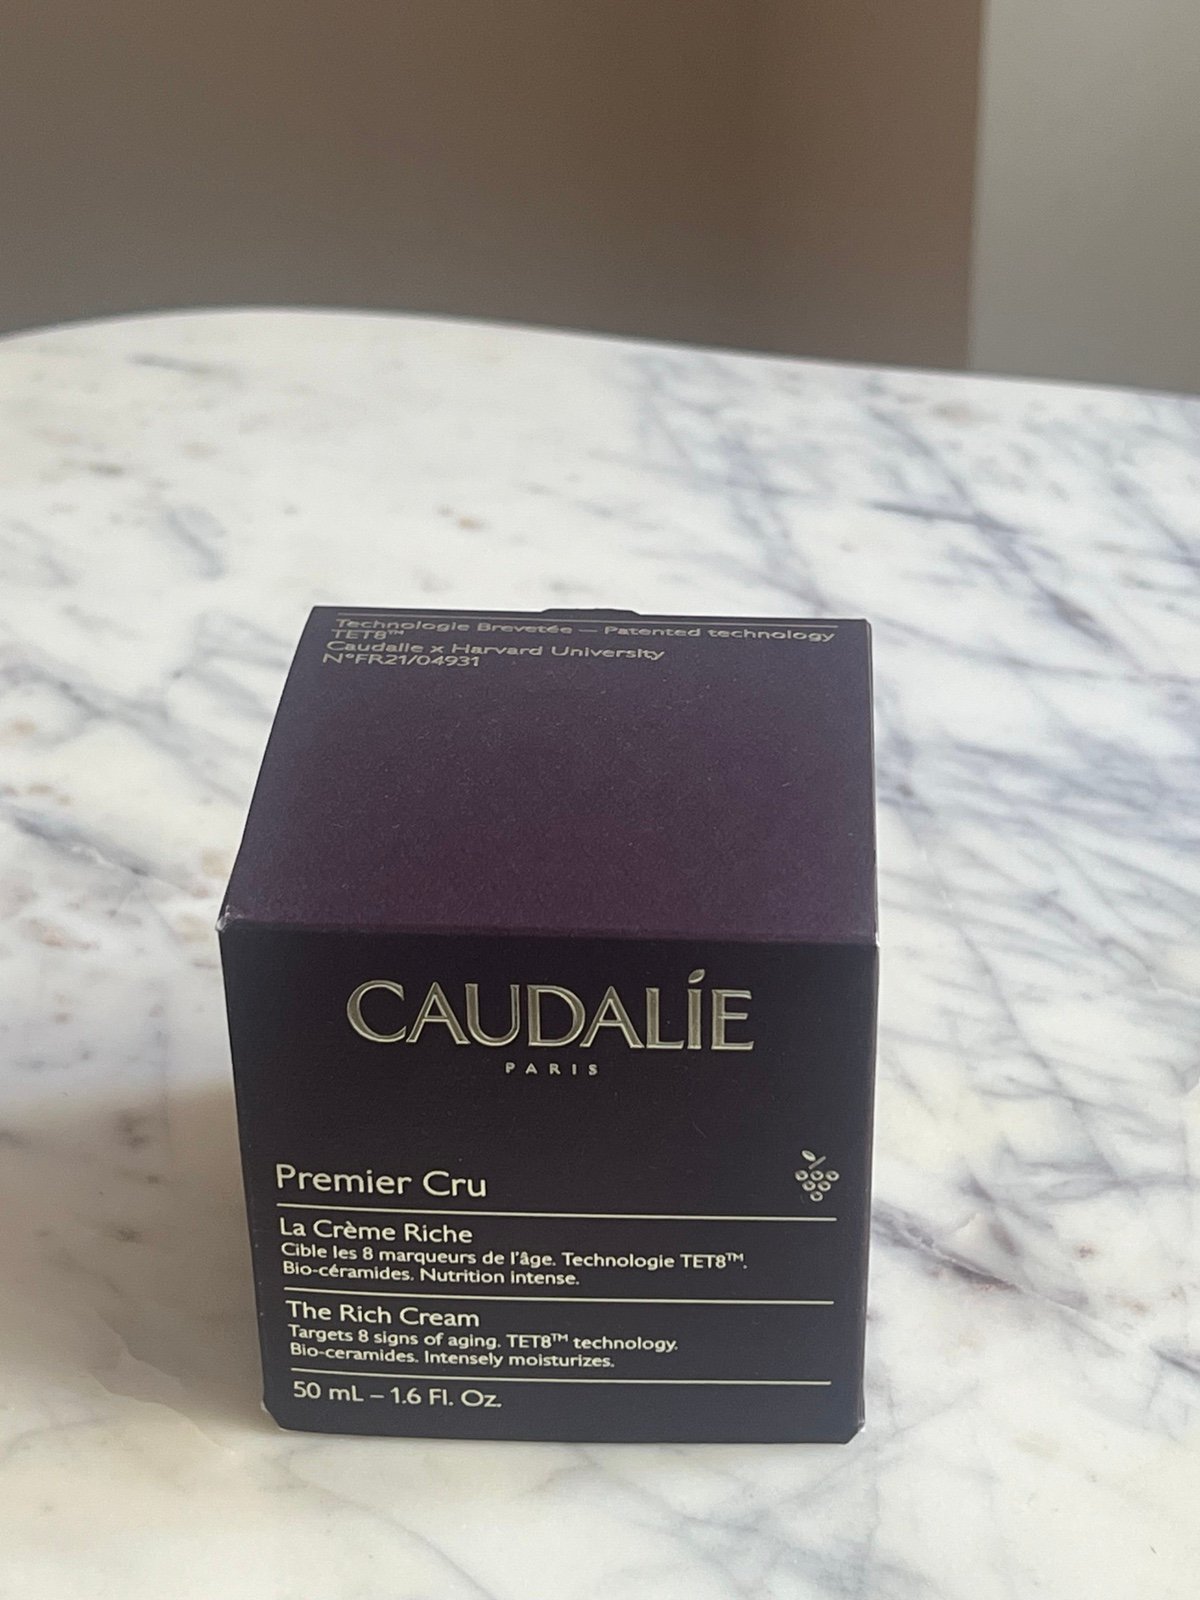 Technologie Brevetée — Patented technology
TET8™
Caudalie x Harvard University
N°FR21/04931
CAUDALÍE
PARIS
Premier Cru
La Crème Riche
Cible les 8 marqueurs de l'âge. Technologie TET8™.
Bio-céramides. Nutrition intense.
The Rich Cream
Targets 8 signs of aging. TET8™ technology.
Bio-ceramides. Intensely moisturizes.
50 mL – 1.6 Fl. Oz.